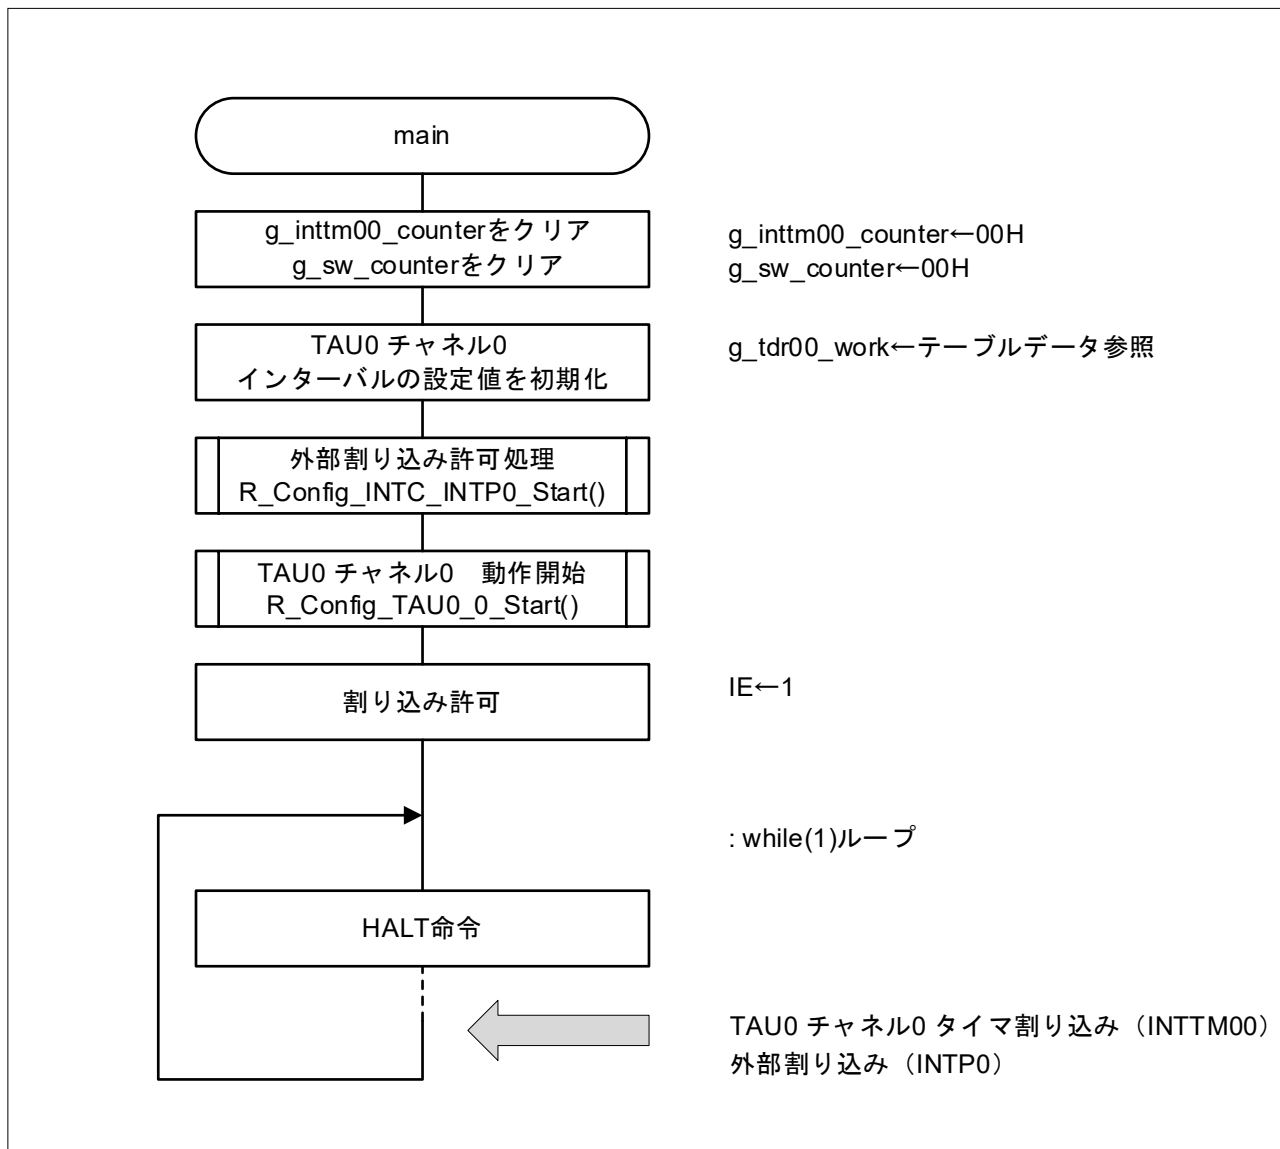 main
g_inttm00_counterをクリア
g_sw_counterをクリア
g_inttm00_counter←00H
g_sw_counter←00H
TAU0 チャネル0
インターバルの設定値を初期化
g_tdr00_work←テーブルデータ参照
外部割り込み許可処理
R_Config_INTC_INTP0_Start()
TAU0 チャネル0　動作開始
R_Config_TAU0_0_Start()
割り込み許可
IE←1
: while(1)ループ
HALT命令
TAU0 チャネル0 タイマ割り込み（INTTM00）
外部割り込み（INTP0）